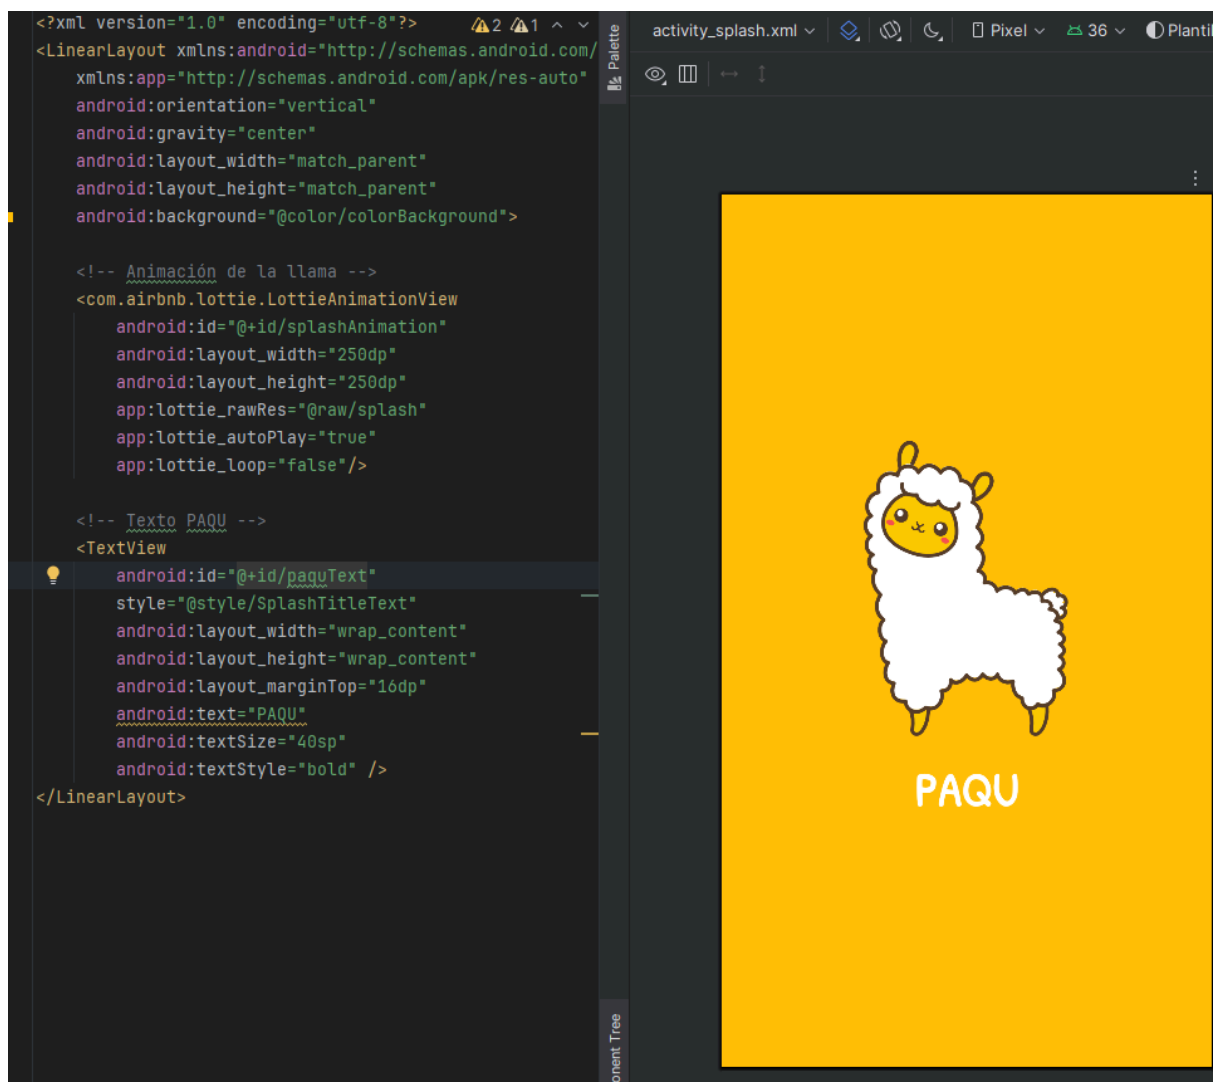 <?xml version="1.0" encoding="utf-8"?>
2 1
<LinearLayout xmlns:android="http://schemas.android.com/
xmlns:app="http://schemas.android.com/apk/res-auto"
android:orientation="vertical"
android:gravity="center"
android:layout_width="match_parent"
android:layout_height="match_parent"
android:background="@color/colorBackground">
<!-- Animación de la llama -->
<com.airbnb.lottie.LottieAnimationView
android:id="@+id/splashAnimation"
android:layout_width="250dp"
android:layout_height="250dp"
app:lottie_rawRes="@raw/splash"
app:lottie_autoPlay="true"
app:lottie_loop="false"/>
<!-- Texto PAQU -->
<TextView
android:id="@+id/paquText"
style="@style/SplashTitleText"
android:layout_width="wrap_content"
android:layout_height="wrap_content"
android:layout_marginTop="16dp"
android:text="PAQU"
android:textSize="40sp"
android:textStyle="bold" />
</LinearLayout>
Palette
onent Tree
activity_splash.xml Pixel 36 Plantil
PAQU